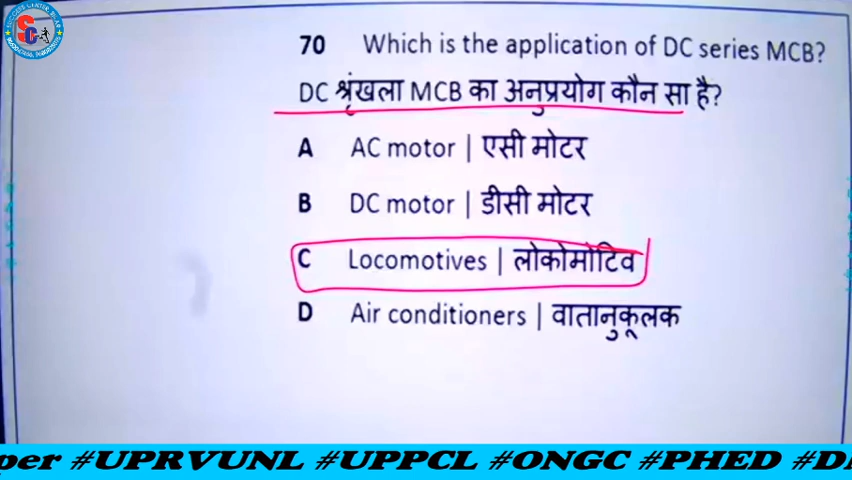 70 Which is the application of DC series MCB?
DC श्रृंखला MCB का अनुप्रयोग कौन सा है?
A AC motor | एसी मोटर
B DC motor | डीसी मोटर
C Locomotives | लोकोमोटिव
D Air conditioners | वातानुकूलक
per #UPRVUNL #UPPCL #ONGC #PHED